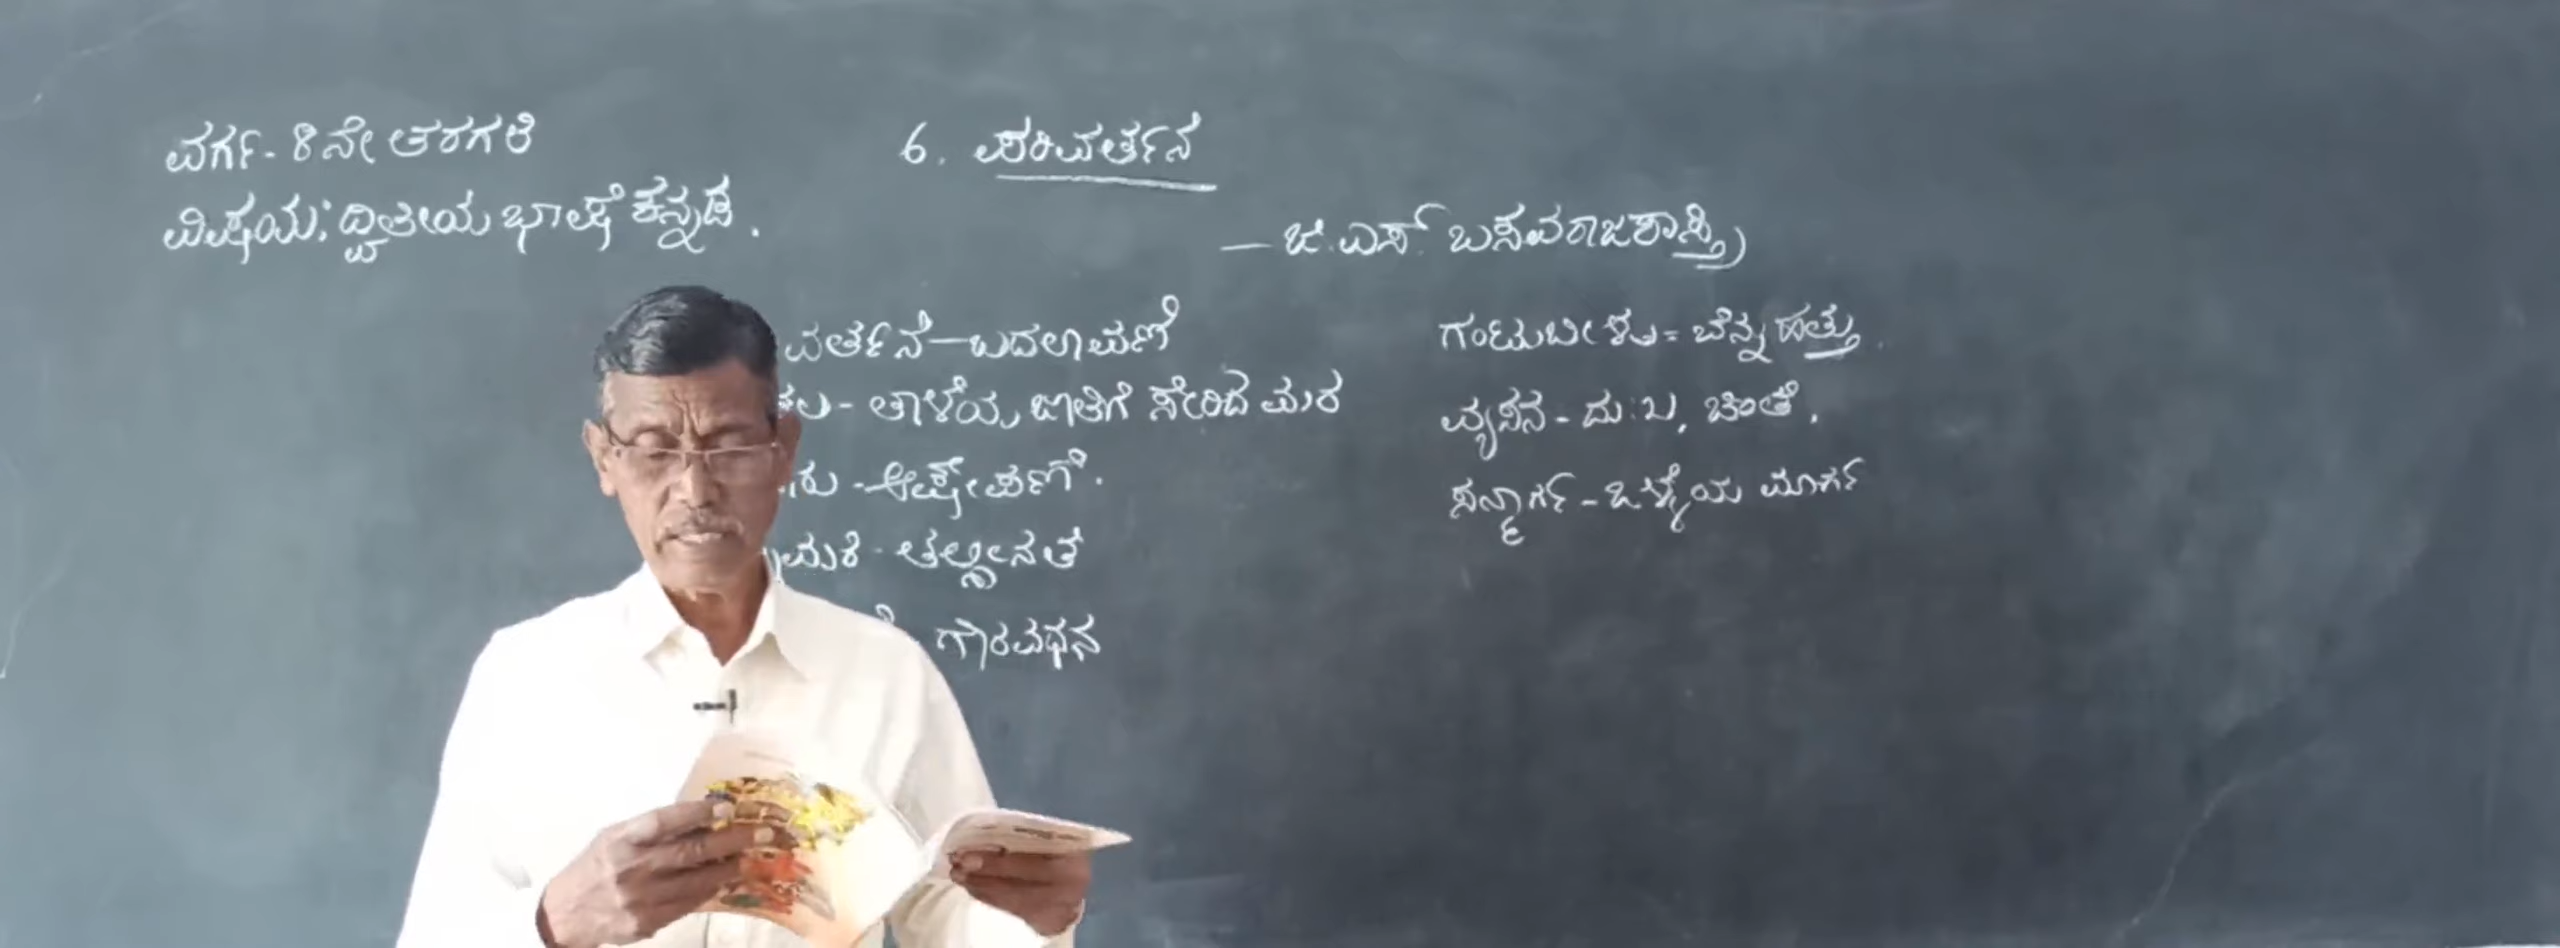 ವರ್ಗ- 8ನೇ ತರಗತಿ
ವಿಷಯ: ದ್ವಿತೀಯ ಭಾಷೆ ಕನ್ನಡ.
6. ಪರಿವರ್ತನೆ
— ಜಿ.ಎಸ್ ಬಸವರಾಜಶಾಸ್ತ್ರಿ
ವರ್ತನೆ—ಬದಲಾವಣೆ
- ತಾಳೆಯ ಜಾತಿಗೆ ಸೇರಿದ ಮರ
- ಆಕ್ಷೇಪಣೆ.
- ತಲ್ಲೀನತೆ
ಗೌರವಧನ
ಗಂಟುಬೀಳು = ಬೆನ್ನು ಹತ್ತು.
ವ್ಯಸನ - ದುಃಖ, ಚಿಂತೆ.
ಸನ್ಮಾರ್ಗ - ಒಳ್ಳೆಯ ಮಾರ್ಗ